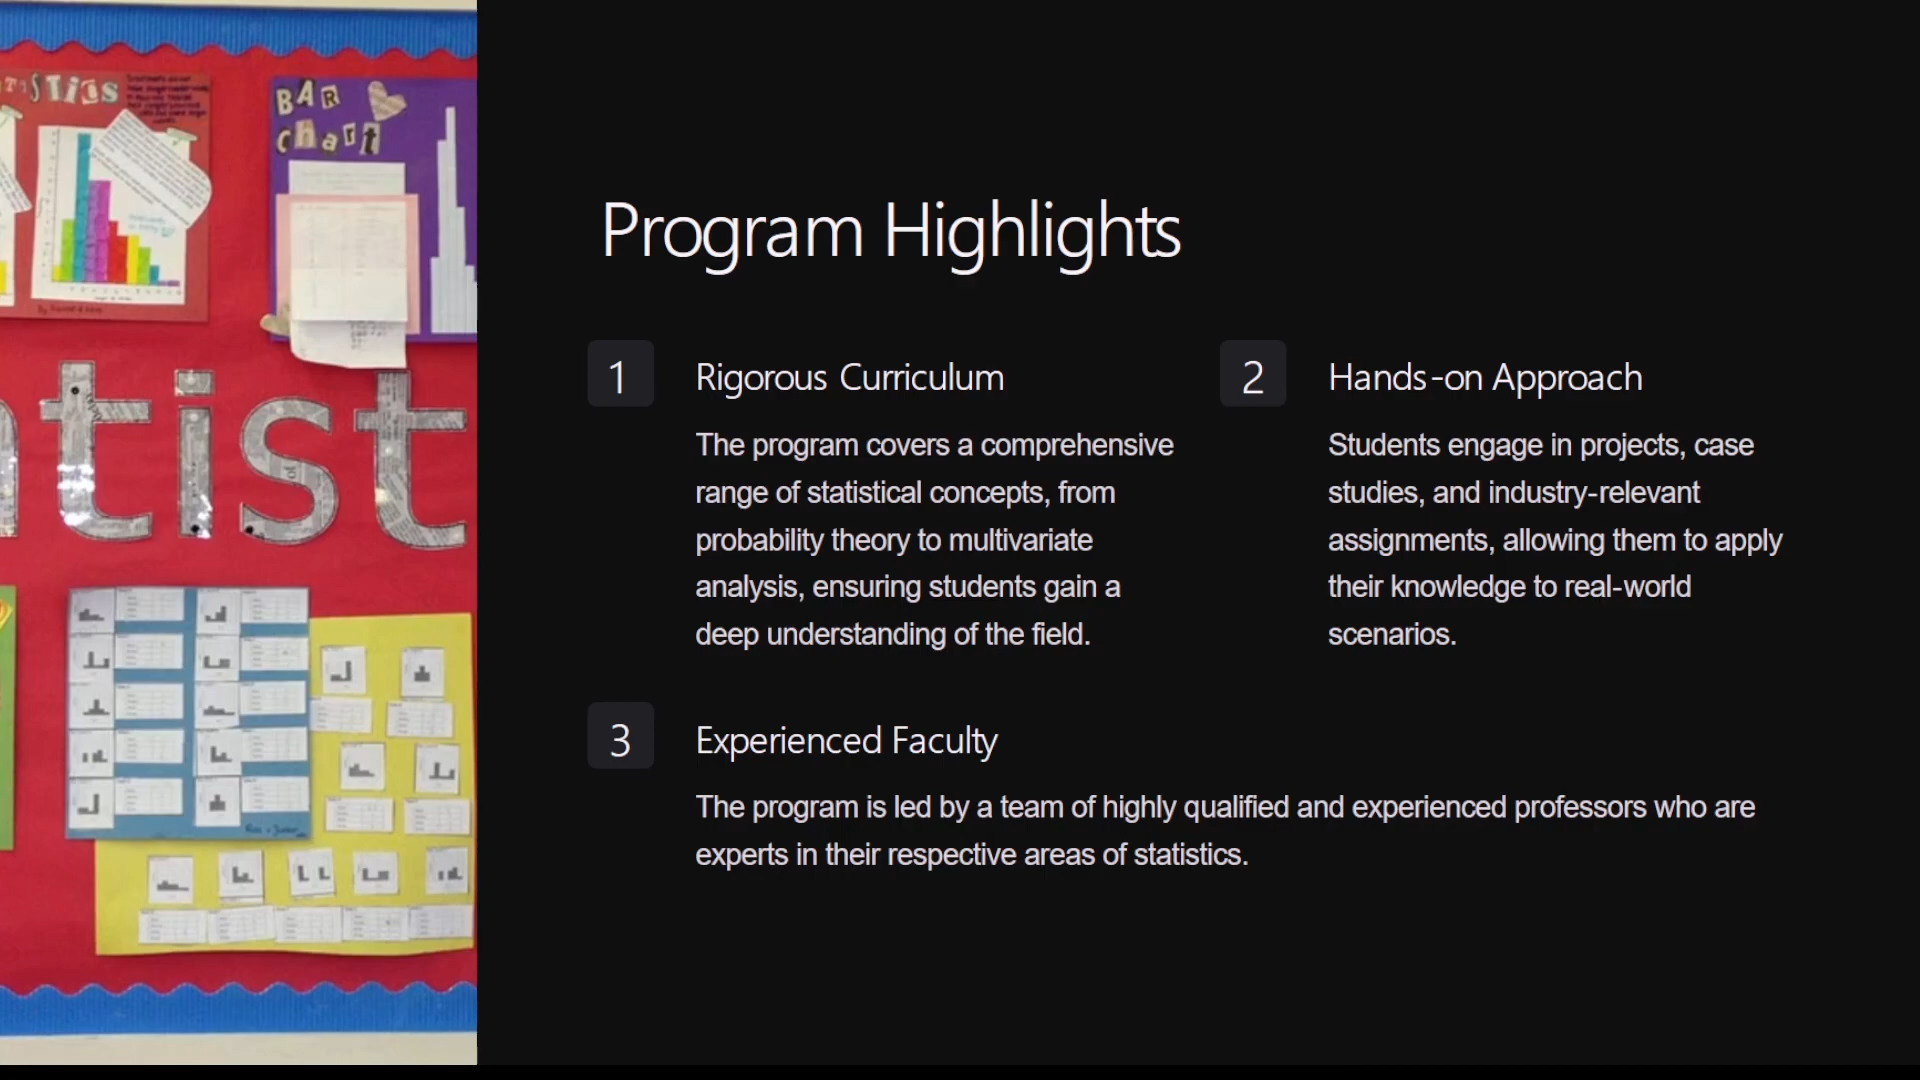 TiCS
BAR
Chart
tist
Program Highlights
1
Rigorous Curriculum
The program covers a comprehensive
range of statistical concepts, from
probability theory to multivariate
analysis, ensuring students gain a
deep understanding of the field.
2
Hands-on Approach
Students engage in projects, case
studies, and industry-relevant
assignments, allowing them to apply
their knowledge to real-world
scenarios.
3
Experienced Faculty
The program is led by a team of highly qualified and experienced professors who are
experts in their respective areas of statistics.